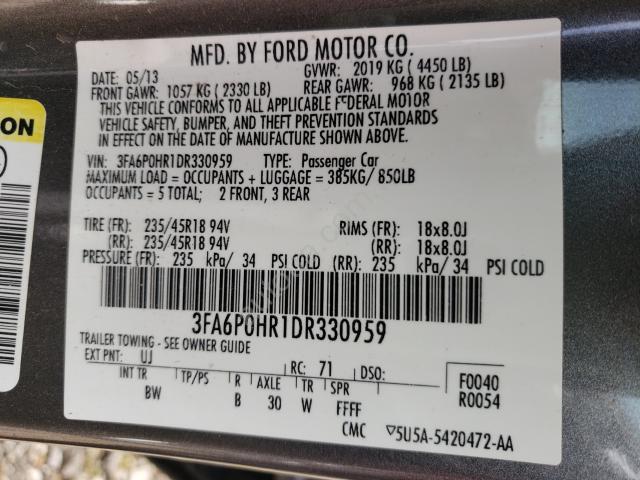 MFD. BY FORD MOTOR CO.
DATE: 05/13 GVWR: 2019 KG ( 4450 LB)
FRONT GAWR: 1057 KG ( 2330 LB) REAR GAWR: 968 KG ( 2135 LB)
THIS VEHICLE CONFORMS TO ALL APPLICABLE FEDERAL MOTOR
VEHICLE SAFETY, BUMPER, AND THEFT PREVENTION STANDARDS
IN EFFECT ON THE DATE OF MANUFACTURE SHOWN ABOVE.
VIN: 3FA6P0HR1DR330959 TYPE: Passenger Car
MAXIMUM LOAD = OCCUPANTS + LUGGAGE = 385KG/ 850LB
OCCUPANTS = 5 TOTAL; 2 FRONT, 3 REAR
TIRE (FR): 235/45R18 94V RIMS (FR): 18x8.0J
(RR): 235/45R18 94V (RR): 18x8.0J
PRESSURE (FR): 235 kPa/ 34 PSI COLD (RR): 235 kPa/ 34 PSI COLD
3FA6P0HR1DR330959
TRAILER TOWING - SEE OWNER GUIDE
EXT PNT: UJ RC: 71 DSO: F0040
INT TR TP/PS R AXLE TR SPR R0054
BW B 30 W FFFF
CMC 5U5A-5420472-AA
ON